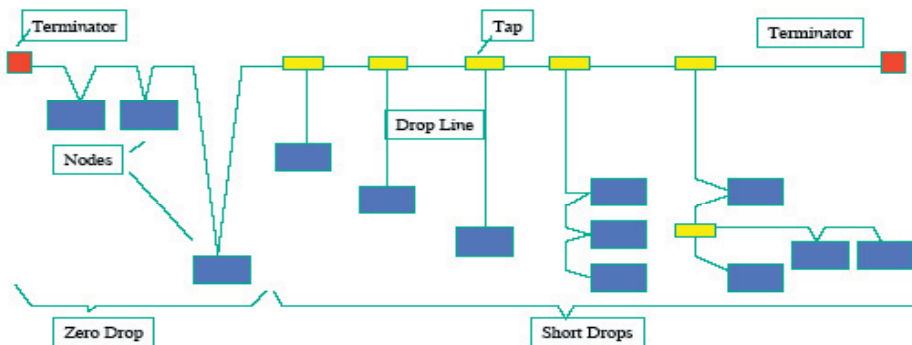 Terminator
Tap
Terminator
Drop Line
Nodes
Zero Drop
Short Drops